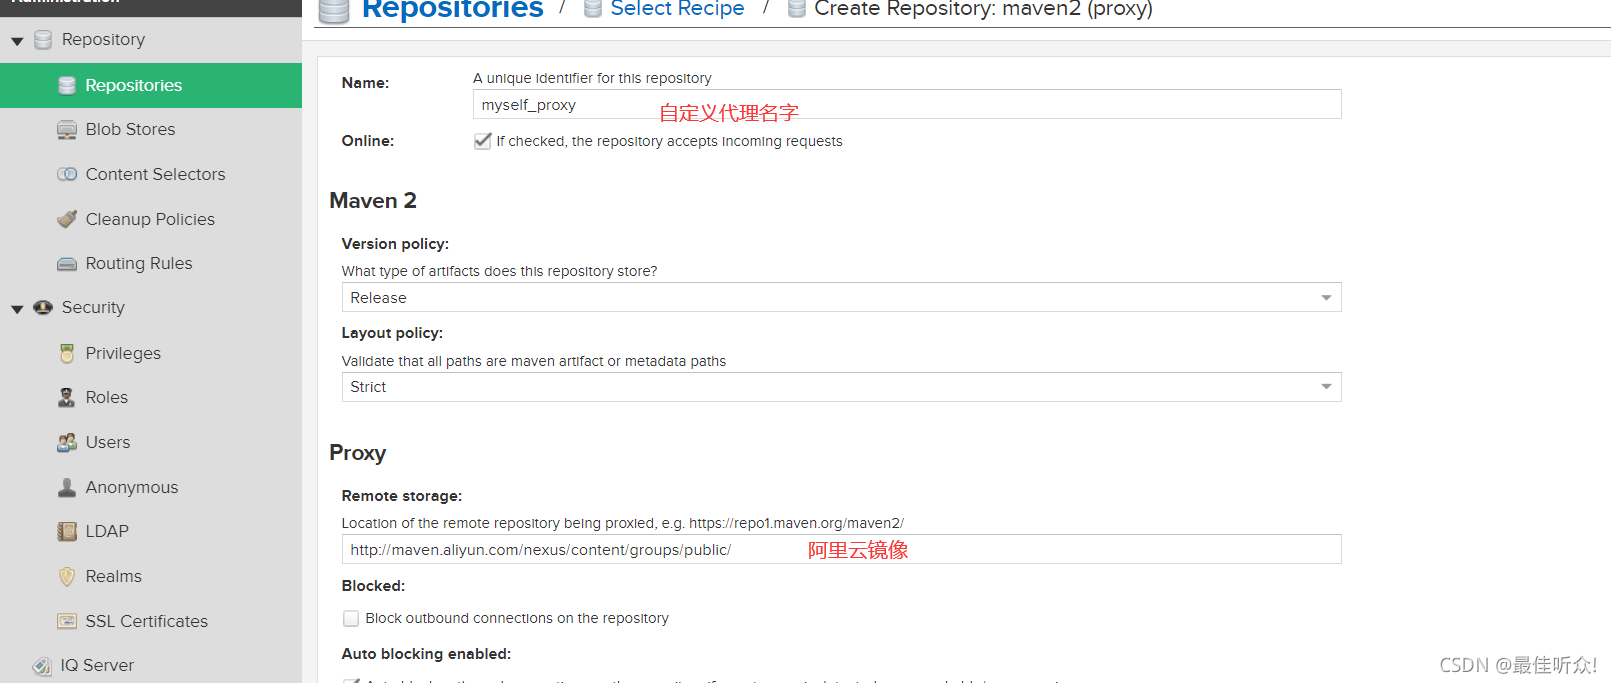 Administration
Repositories / Select Recipe / Create Repository: maven2 (proxy)
Repository
Repositories
Blob Stores
Content Selectors
Cleanup Policies
Routing Rules
Security
Privileges
Roles
Users
Anonymous
LDAP
Realms
SSL Certificates
IQ Server
Name:
A unique identifier for this repository
myself_proxy
自定义代理名字
Online:
If checked, the repository accepts incoming requests
Maven 2
Version policy:
What type of artifacts does this repository store?
Release
Layout policy:
Validate that all paths are maven artifact or metadata paths
Strict
Proxy
Remote storage:
Location of the remote repository being proxied, e.g. https://repo1.maven.org/maven2/
http://maven.aliyun.com/nexus/content/groups/public/
阿里云镜像
Blocked:
Block outbound connections on the repository
Auto blocking enabled:
CSDN @最佳听众!